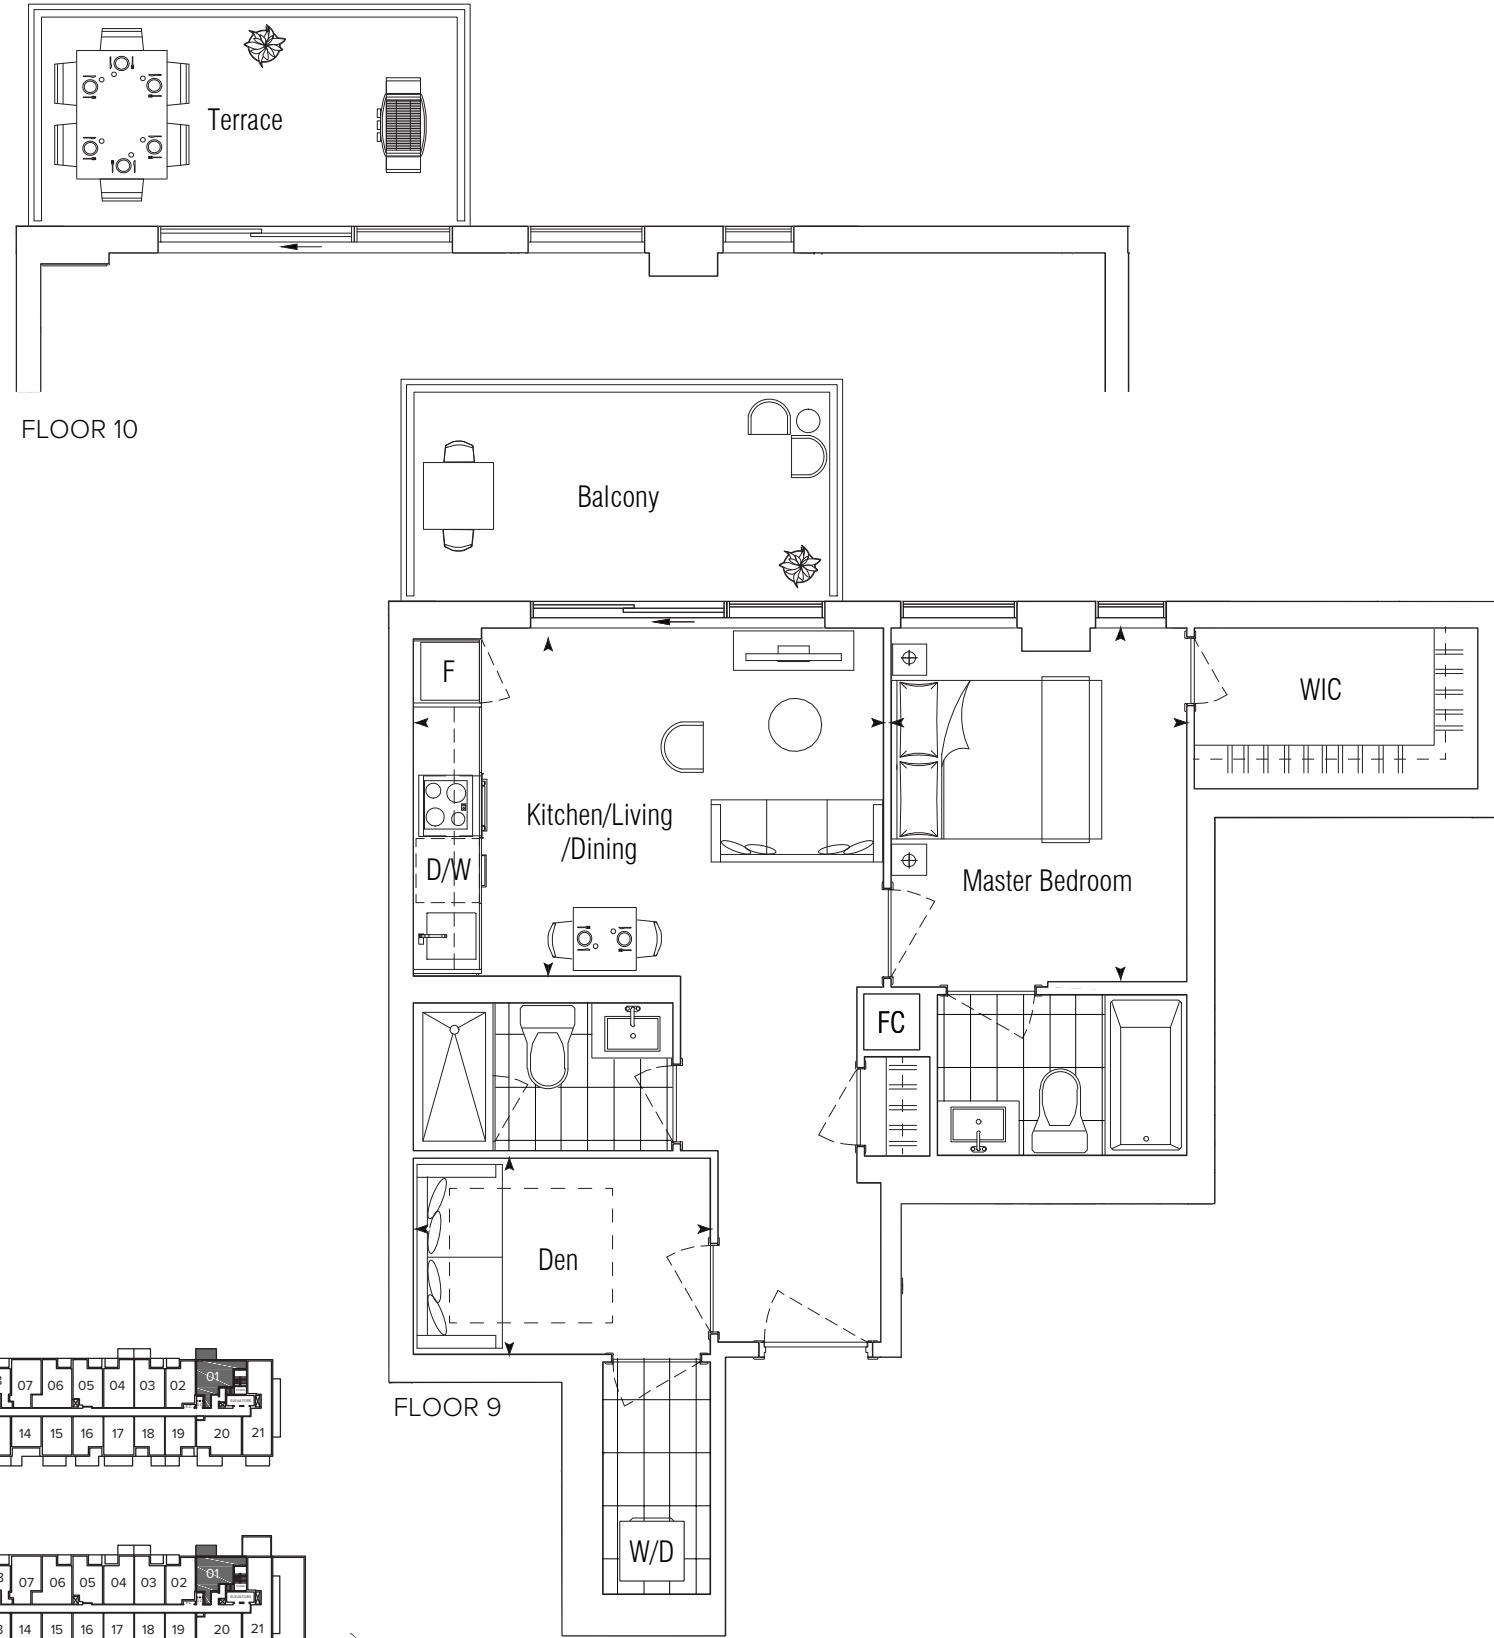 Terrace
FLOOR 10
Balcony
F
WIC
Kitchen/Living
/Dining
D/W
Master Bedroom
FC
Den
FLOOR 9
W/D
07 06 05 04 03 02 01
14 15 16 17 18 19 20 21
07 06 05 04 03 02 01
14 15 16 17 18 19 20 21